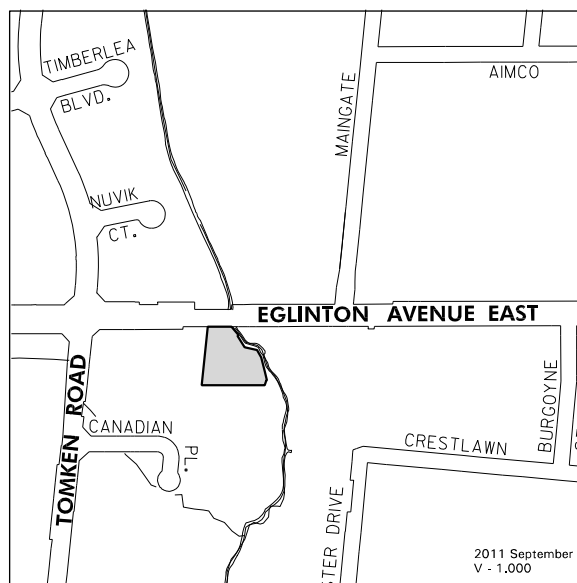 TIMBERLEA
BLVD.
AIMCO
MAINGATE
NUVIK
CT.
EGLINTON AVENUE EAST
TOMKEN ROAD
CANADIAN
PL.
CRESTLAWN
BURGOYNE
STER DRIVE
2011 September
V - 1.000